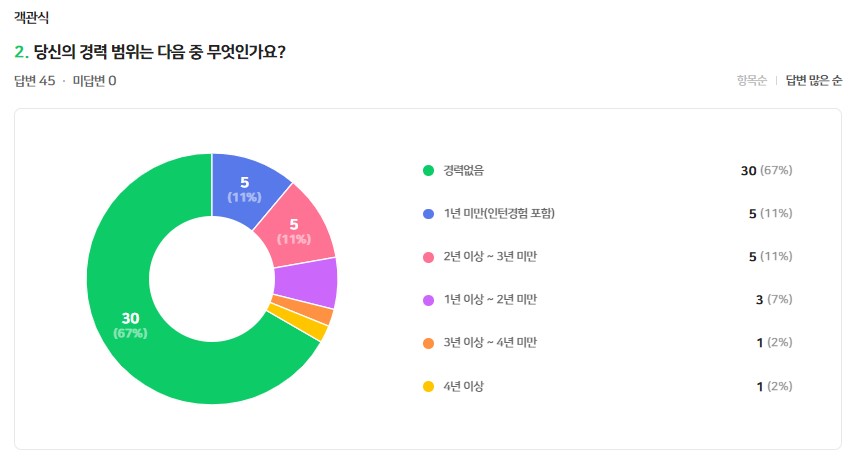 객관식
2. 당신의 경력 범위는 다음 중 무엇인가요?
답변 45 · 미답변 0
항목순 | 답변 많은 순
5
(11%)
5
(11%)
30
(67%)
경력없음 30 (67%)
1년 미만(인턴경험 포함) 5 (11%)
2년 이상 ~ 3년 미만 5 (11%)
1년 이상 ~ 2년 미만 3 (7%)
3년 이상 ~ 4년 미만 1 (2%)
4년 이상 1 (2%)